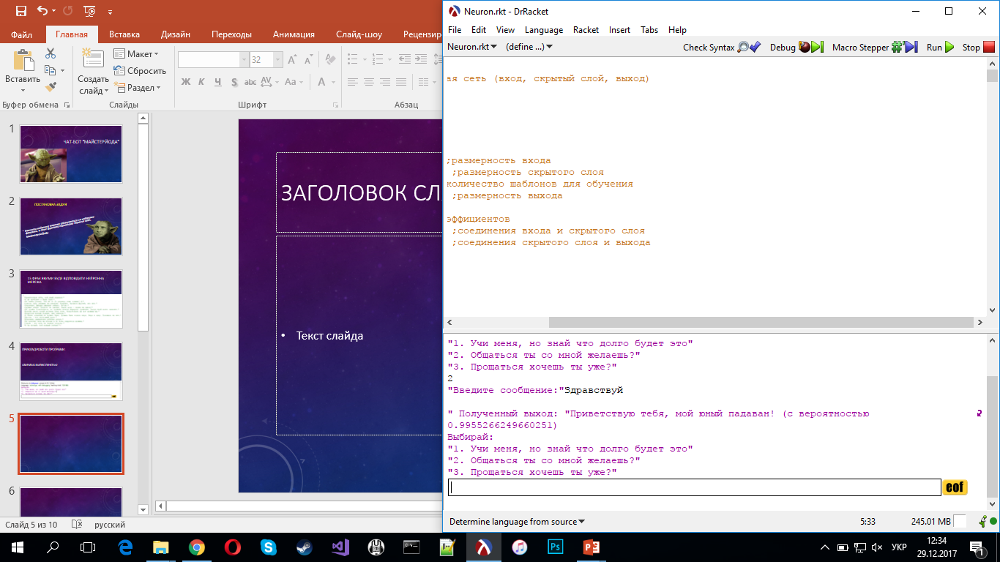 Файл
Главная
Вставка
Дизайн
Переходы
Анимация
Слайд-шоу
Рецензир
Вставить
Создать
слайд
Макет
Сбросить
Раздел
32
Ж К Ч S abc AV Aa А
Буфер обмена
Слайды
Шрифт
Абзац
1
ЧАТ-БОТ "МАЙСТЕРЙОДА"
2
ПОСТАНОВКА ЗАДАЧІ
3
15 ФРАЗ ЯКИМИ БУДЕ ВІДПОВІДАТИ НЕЙРОННА
МЕРЕЖА
4
ПРИКЛАД РОБОТИ ПРОГРАМИ:
5
6
ЗАГОЛОВОК СЛА
• Текст слайда
Слайд 5 из 10
русский
Neuron.rkt - DrRacket
File Edit View Language Racket Insert Tabs Help
Neuron.rkt (define ...)
Check Syntax
Debug
Macro Stepper
Run
Stop
ая сеть (вход, скрытый слой, выход)
;размерность входа
;размерность скрытого слоя
количество шаблонов для обучения
;размерность выхода
эффициентов
;соединения входа и скрытого слоя
;соединения скрытого слоя и выхода
"1. Учи меня, но знай что долго будет это"
"2. Общаться ты со мной желаешь?"
"3. Прощаться хочешь ты уже?"
2
"Введите сообщение:"Здравствуй
" Полученный выход: "Приветствую тебя, мой юный падаван! (с вероятностью
0.9955266249660251)
Выбирай:
"1. Учи меня, но знай что долго будет это"
"2. Общаться ты со мной желаешь?"
"3. Прощаться хочешь ты уже?"
eof
Determine language from source
5:33
245.01 MB
УКР
12:34
29.12.2017
1